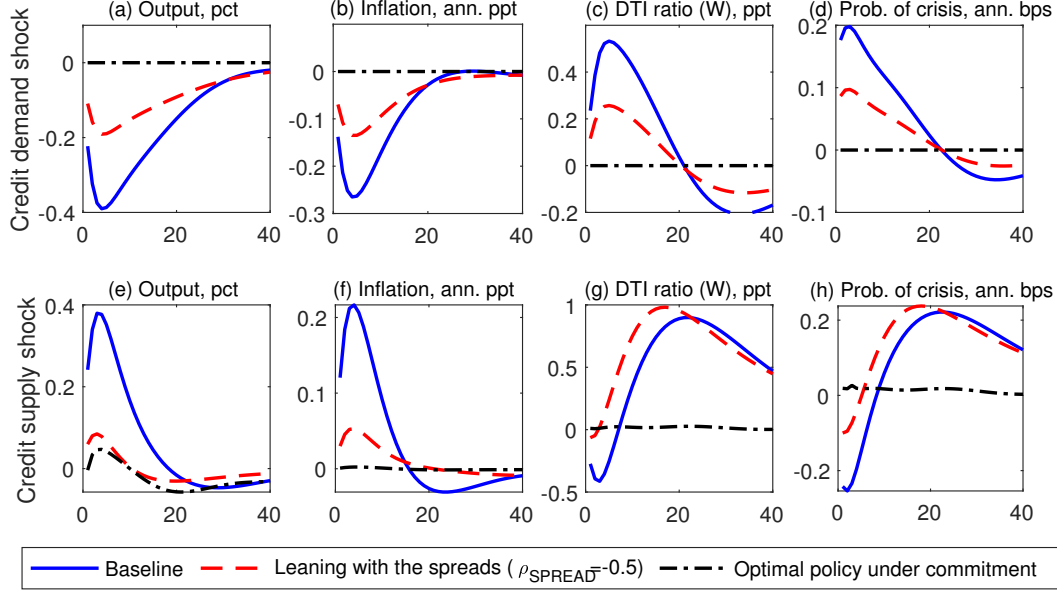 (a) Output, pct
(b) Inflation, ann. ppt
(c) DTI ratio (W), ppt
(d) Prob. of crisis, ann. bps
Credit demand shock
0
-0.2
-0.4
0 20 40
0
-0.1
-0.2
-0.3
0 20 40
0.4
0.2
0
-0.2
0 20 40
0.2
0.1
0
-0.1
0 20 40
(e) Output, pct
(f) Inflation, ann. ppt
(g) DTI ratio (W), ppt
(h) Prob. of crisis, ann. bps
Credit supply shock
0.4
0.2
0
0 20 40
0.2
0.1
0
0 20 40
1
0.5
0
-0.5
0 20 40
0.2
0
-0.2
0 20 40
Baseline
Leaning with the spreads ( ρSPREAD=-0.5)
Optimal policy under commitment